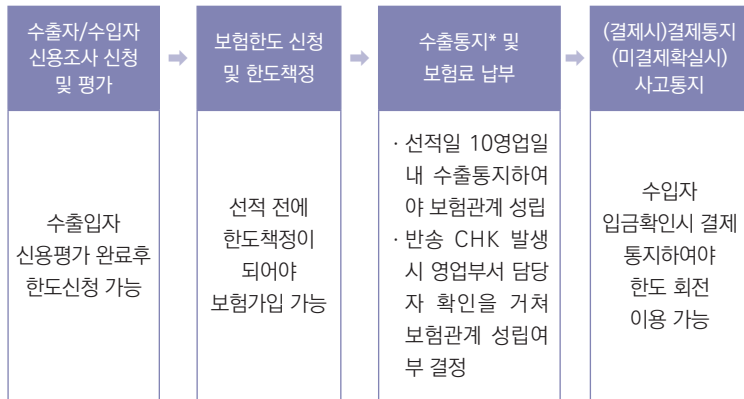 수출자/수입자
신용조사 신청
및 평가
➡
보험한도 신청
및 한도책정
➡
수출통지* 및
보험료 납부
➡
(결제시)결제통지
(미결제확실시)
사고통지
수출입자
신용평가 완료후
한도신청 가능
선적 전에
한도책정이
되어야
보험가입 가능
· 선적일 10영업일
내 수출통지하여
야 보험관계 성립
· 반송 CHK 발생
시 영업부서 담당
자 확인을 거쳐
보험관계 성립여
부 결정
수입자
입금확인시 결제
통지하여야
한도 회전
이용 가능